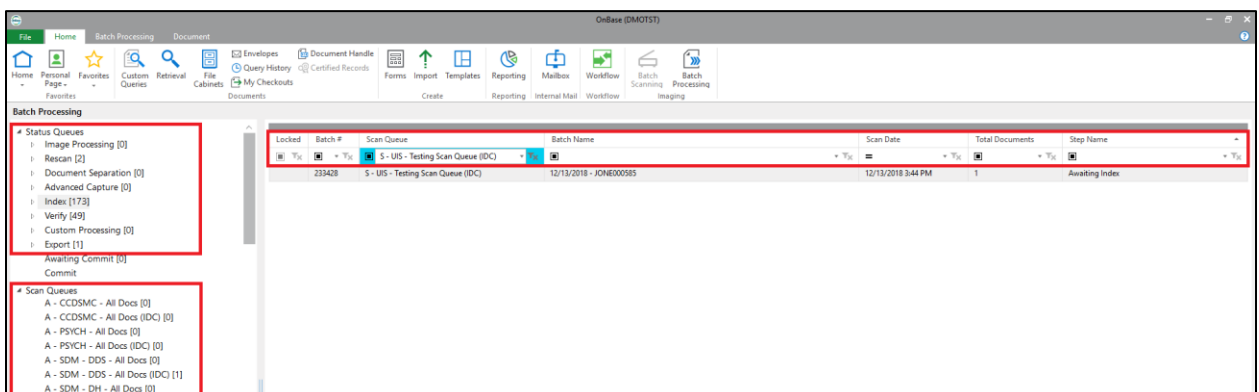 OnBase (DMOTST)
File Home Batch Processing Document
Home Personal Page Favorites Custom Queries Retrieval File Cabinets
Envelopes Document Handle
Query History Certified Records
My Checkouts
Forms Import Templates Reporting Mailbox Workflow Batch Scanning Batch Processing
Favorites Documents Create Reporting Internal Mail Workflow Imaging
Batch Processing
Status Queues
Image Processing [0]
Rescan [2]
Document Separation [0]
Advanced Capture [0]
Index [173]
Verify [49]
Custom Processing [0]
Export [1]
Awaiting Commit [0]
Commit
Scan Queues
A - CCDSMC - All Docs [0]
A - CCDSMC - All Docs (IDC) [0]
A - PSYCH - All Docs [0]
A - PSYCH - All Docs (IDC) [0]
A - SDM - DDS - All Docs [0]
A - SDM - DDS - All Docs (IDC) [1]
A - SDM - DH - All Docs [0]
Locked Batch # Scan Queue Batch Name Scan Date Total Documents Step Name
S - UIS - Testing Scan Queue (IDC) =
233428 S - UIS - Testing Scan Queue (IDC) 12/13/2018 - JONE000585 12/13/2018 3:44 PM 1 Awaiting Index